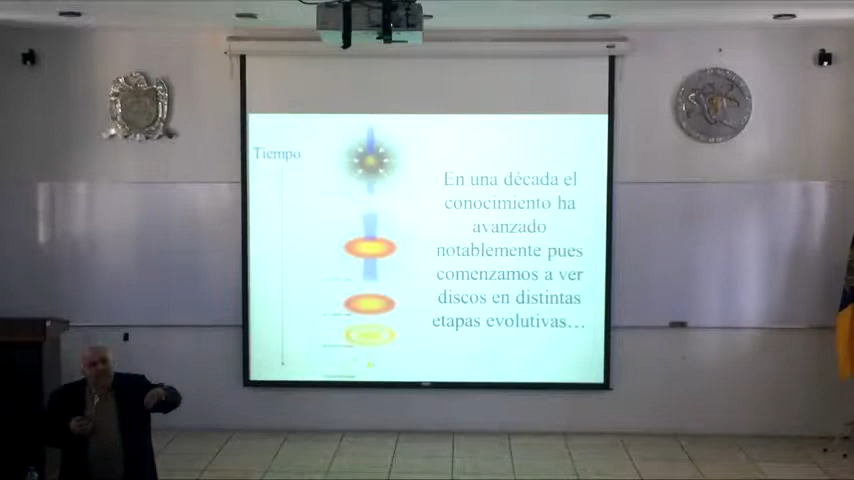 Tiempo
En una década el
conocimiento ha
avanzado
notablemente pues
comenzamos a ver
discos en distintas
etapas evolutivas…